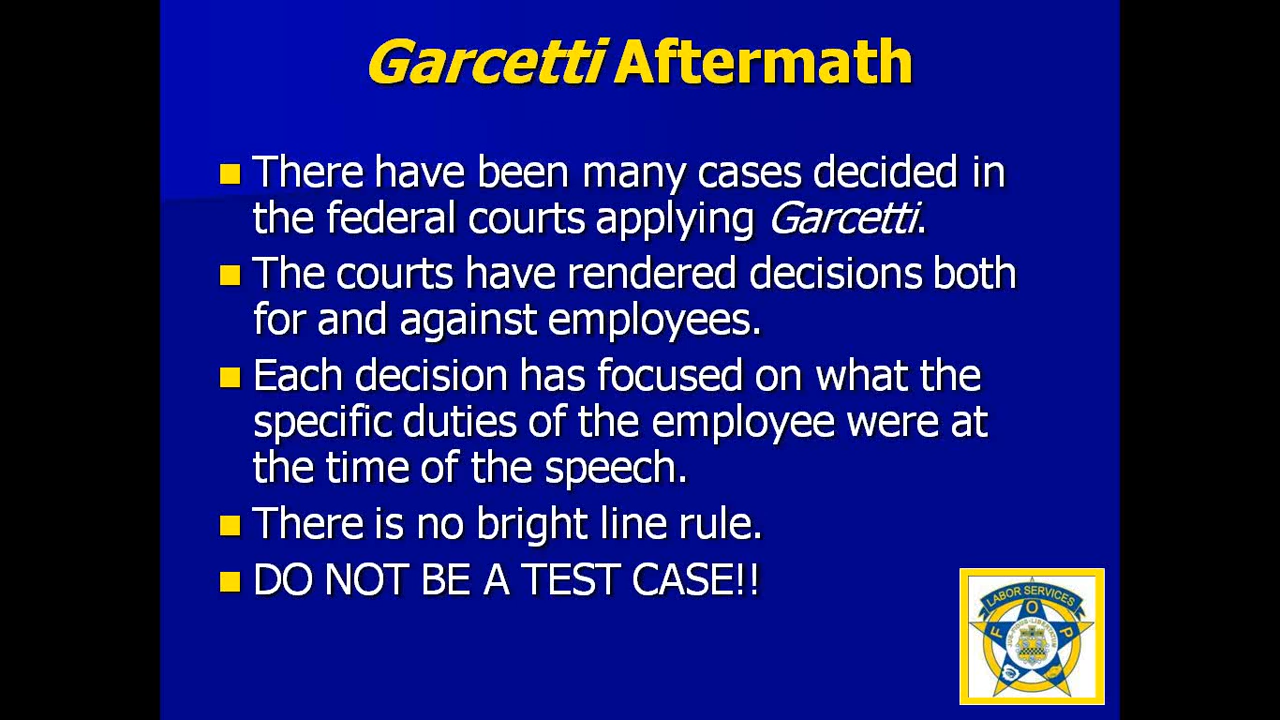 Garcetti Aftermath
There have been many cases decided in
the federal courts applying Garcetti.
The courts have rendered decisions both
for and against employees.
Each decision has focused on what the
specific duties of the employee were at
the time of the speech.
There is no bright line rule.
DO NOT BE A TEST CASE!!
LABOR SERVICES
F O P